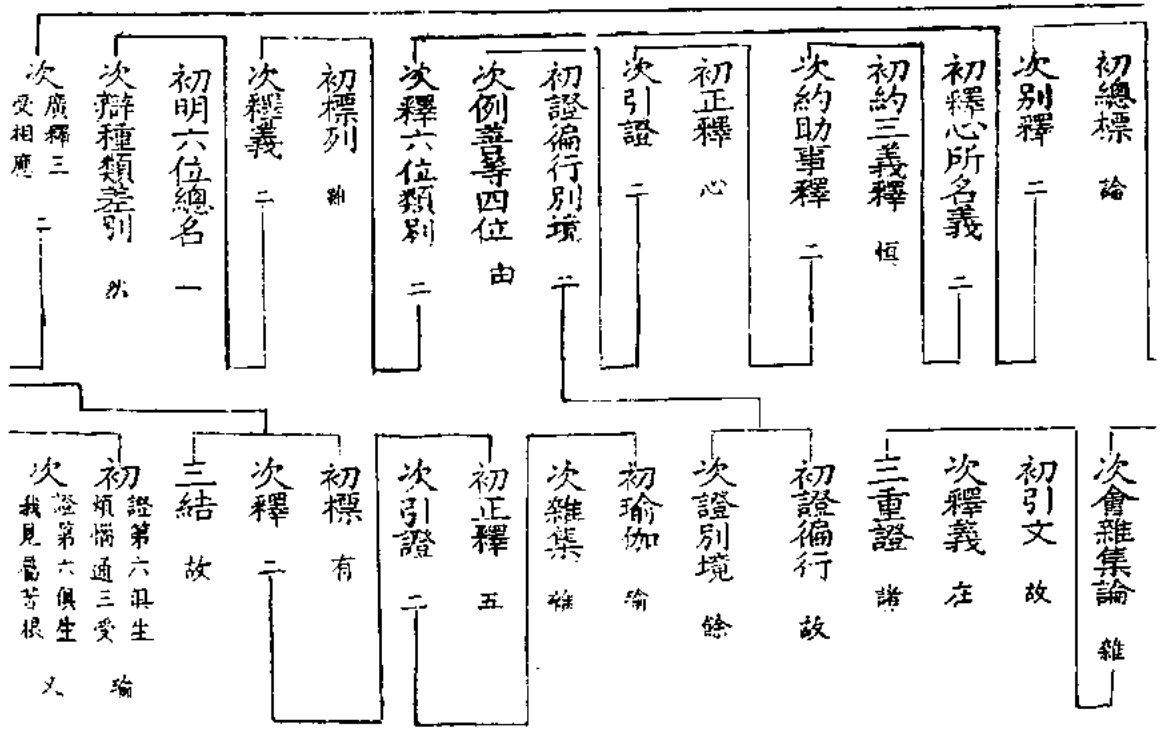 初總標 論
次別釋 二
初釋心所名義 二
初約三義釋 恒
次約助事釋 二
初正釋 心
次引證 二
初證徧行別境 二
次例善等四位 由
次釋六位類別 二
初標列 雖
次釋義 二
初明六位總名 一
次辯種類差別 然
次廣釋三受相應 二
次會雜集論 雜
初引文 故
次釋義 在
三重證 諸
初證徧行 故
次證別境 餘
初瑜伽 瑜
次雜集 雜
初正釋 五
次引證 二
初標 有
次釋 二
三結 故
初證第六俱生煩惱通三受 瑜
次證第六俱生我見屬苦根 又